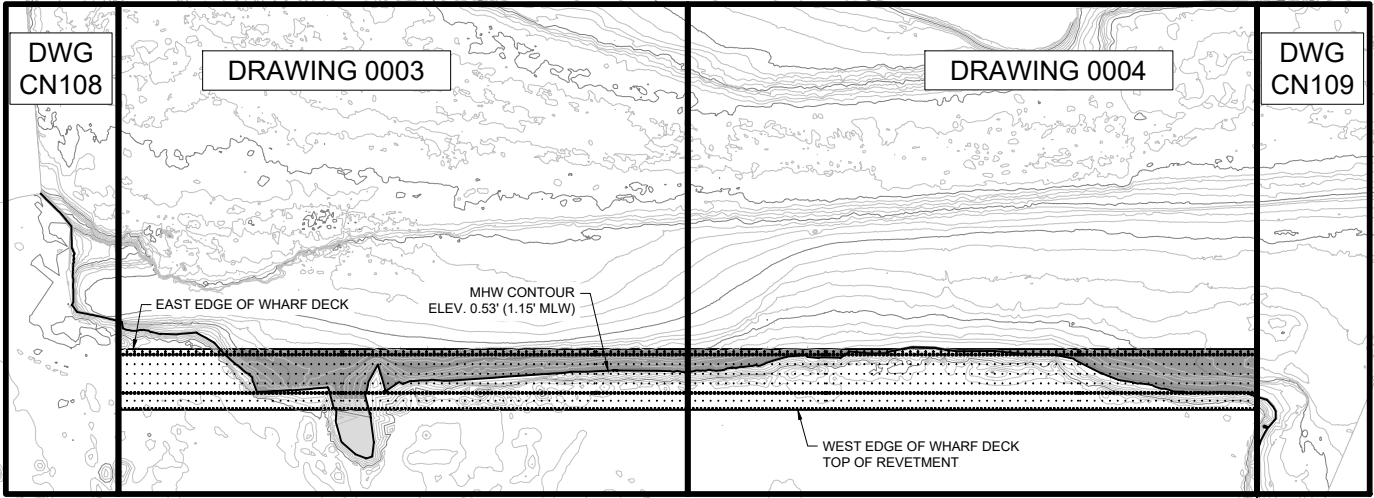 DWG
CN108
DRAWING 0003
DRAWING 0004
DWG
CN109
EAST EDGE OF WHARF DECK
MHW CONTOUR
ELEV. 0.53' (1.15' MLW)
WEST EDGE OF WHARF DECK
TOP OF REVETMENT